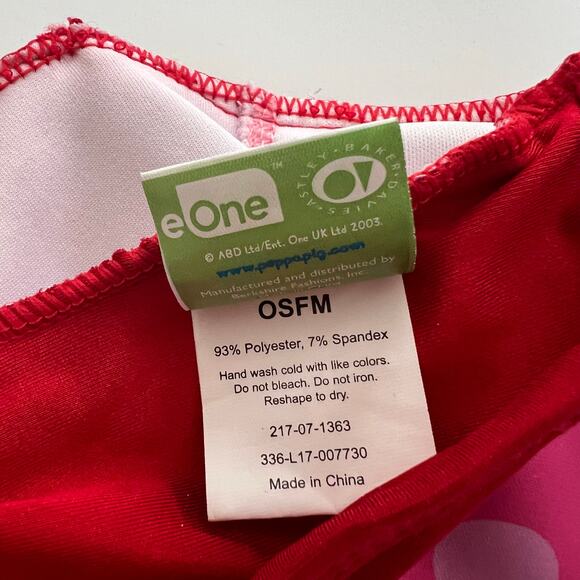 eOne™
ASTLEY · BAKER · DAVIES
© ABD Ltd/Ent. One UK Ltd 2003.
www.peppapig.com
Manufactured and distributed by
Berkshire Fashions, Inc.
OSFM
93% Polyester, 7% Spandex
Hand wash cold with like colors.
Do not bleach. Do not iron.
Reshape to dry.
217-07-1363
336-L17-007730
Made in China